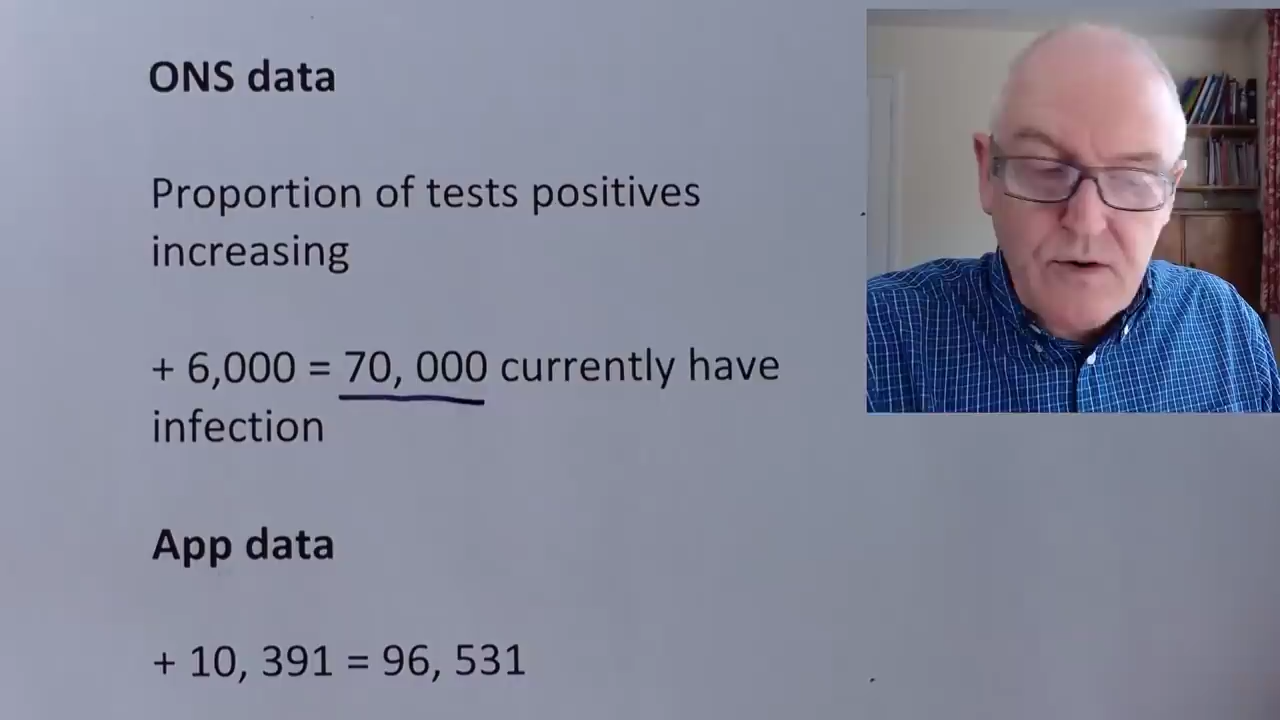 ONS data
Proportion of tests positives
increasing
+ 6,000 = 70, 000 currently have
infection
App data
+ 10, 391 = 96, 531